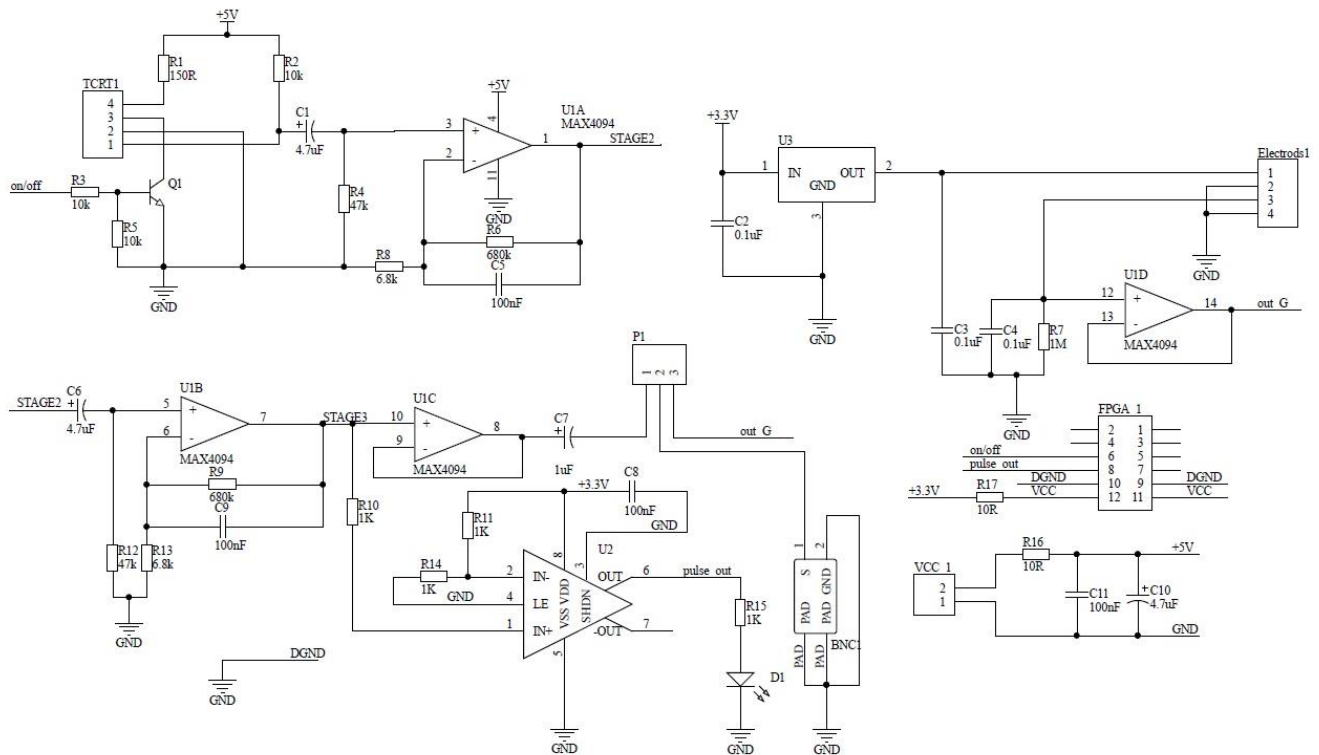 +5V
R1
150R
R2
10k
TCRT1
4
3
2
1
C1
+
4.7uF
+5V
U1A
MAX4094
3
+
4
1
STAGE2
2
-
11
GND
on/off
R3
10k
Q1
R5
10k
R4
47k
R6
680k
R8
6.8k
C5
100nF
GND
+3.3V
U3
1
IN
OUT
2
GND
3
C2
0.1uF
GND
Electrods1
1
2
3
4
GND
U1D
12
+
14
out G
13
-
MAX4094
C3
0.1uF
C4
0.1uF
R7
1M
GND
STAGE2
C6
+
4.7uF
U1B
5
+
7
6
-
MAX4094
STAGE3
R9
680k
C9
100nF
R12
47k
R13
6.8k
GND
U1C
10
+
8
9
-
MAX4094
C7
+
1uF
P1
1
2
3
out G
R10
1K
R11
1K
+3.3V
C8
100nF
GND
R14
1K
GND
U2
8
3
2
IN-
4
LE
1
IN+
VSS VDD
SHDN
OUT
6
pulse out
-OUT
7
5
GND
R15
1K
D1
GND
1
2
S
GND
PAD
PAD
PAD
PAD
BNC1
GND
DGND
GND
FPGA 1
2
1
4
3
on/off
6
5
pulse out
8
7
DGND
10
9
DGND
+3.3V
R17
10R
VCC
12
11
VCC
VCC 1
2
1
R16
10R
+5V
C11
100nF
+
C10
4.7uF
GND